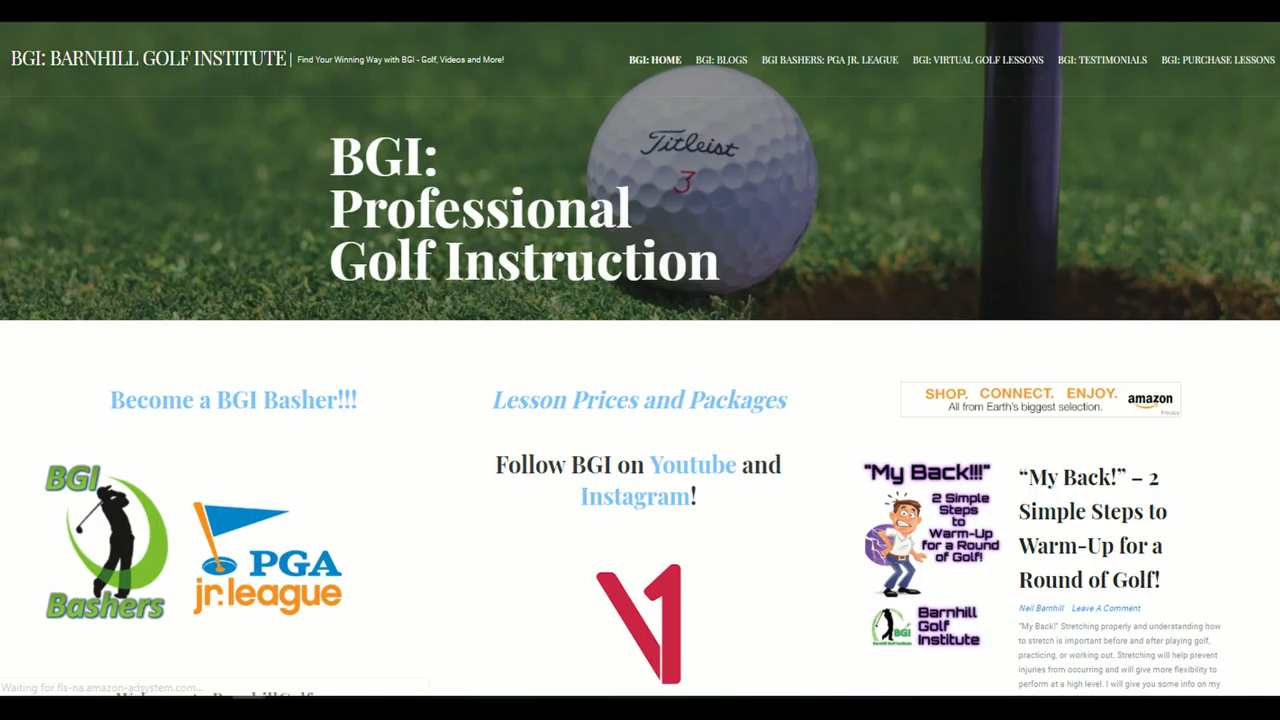 BGI: BARNHILL GOLF INSTITUTE | Find Your Winning Way with BGI - Golf, Videos and More!
BGI: HOME BGI: BLOGS BGI BASHERS: PGA JR. LEAGUE BGI: VIRTUAL GOLF LESSONS BGI: TESTIMONIALS BGI: PURCHASE LESSONS
Titleist
3
BGI:
Professional
Golf Instruction
Become a BGI Basher!!!
BGI
Bashers
PGA
jr. league
Lesson Prices and Packages
Follow BGI on Youtube and
Instagram!
V1
SHOP. CONNECT. ENJOY.
All from Earth's biggest selection.
amazon
Privacy
"My Back!!!"
2 Simple
Steps
to
Warm-Up
for a Round
of Golf!
BGI
Barnhill
Golf
Institute
“My Back!” – 2
Simple Steps to
Warm-Up for a
Round of Golf!
Neil Barnhill Leave A Comment
"My Back!" Stretching properly and understanding how
to stretch is important before and after playing golf,
practicing, or working out. Stretching will help prevent
injuries from occurring and will give more flexibility to
perform at a high level. I will give you some info on my
Waiting for fls-na.amazon-adsystem.com...